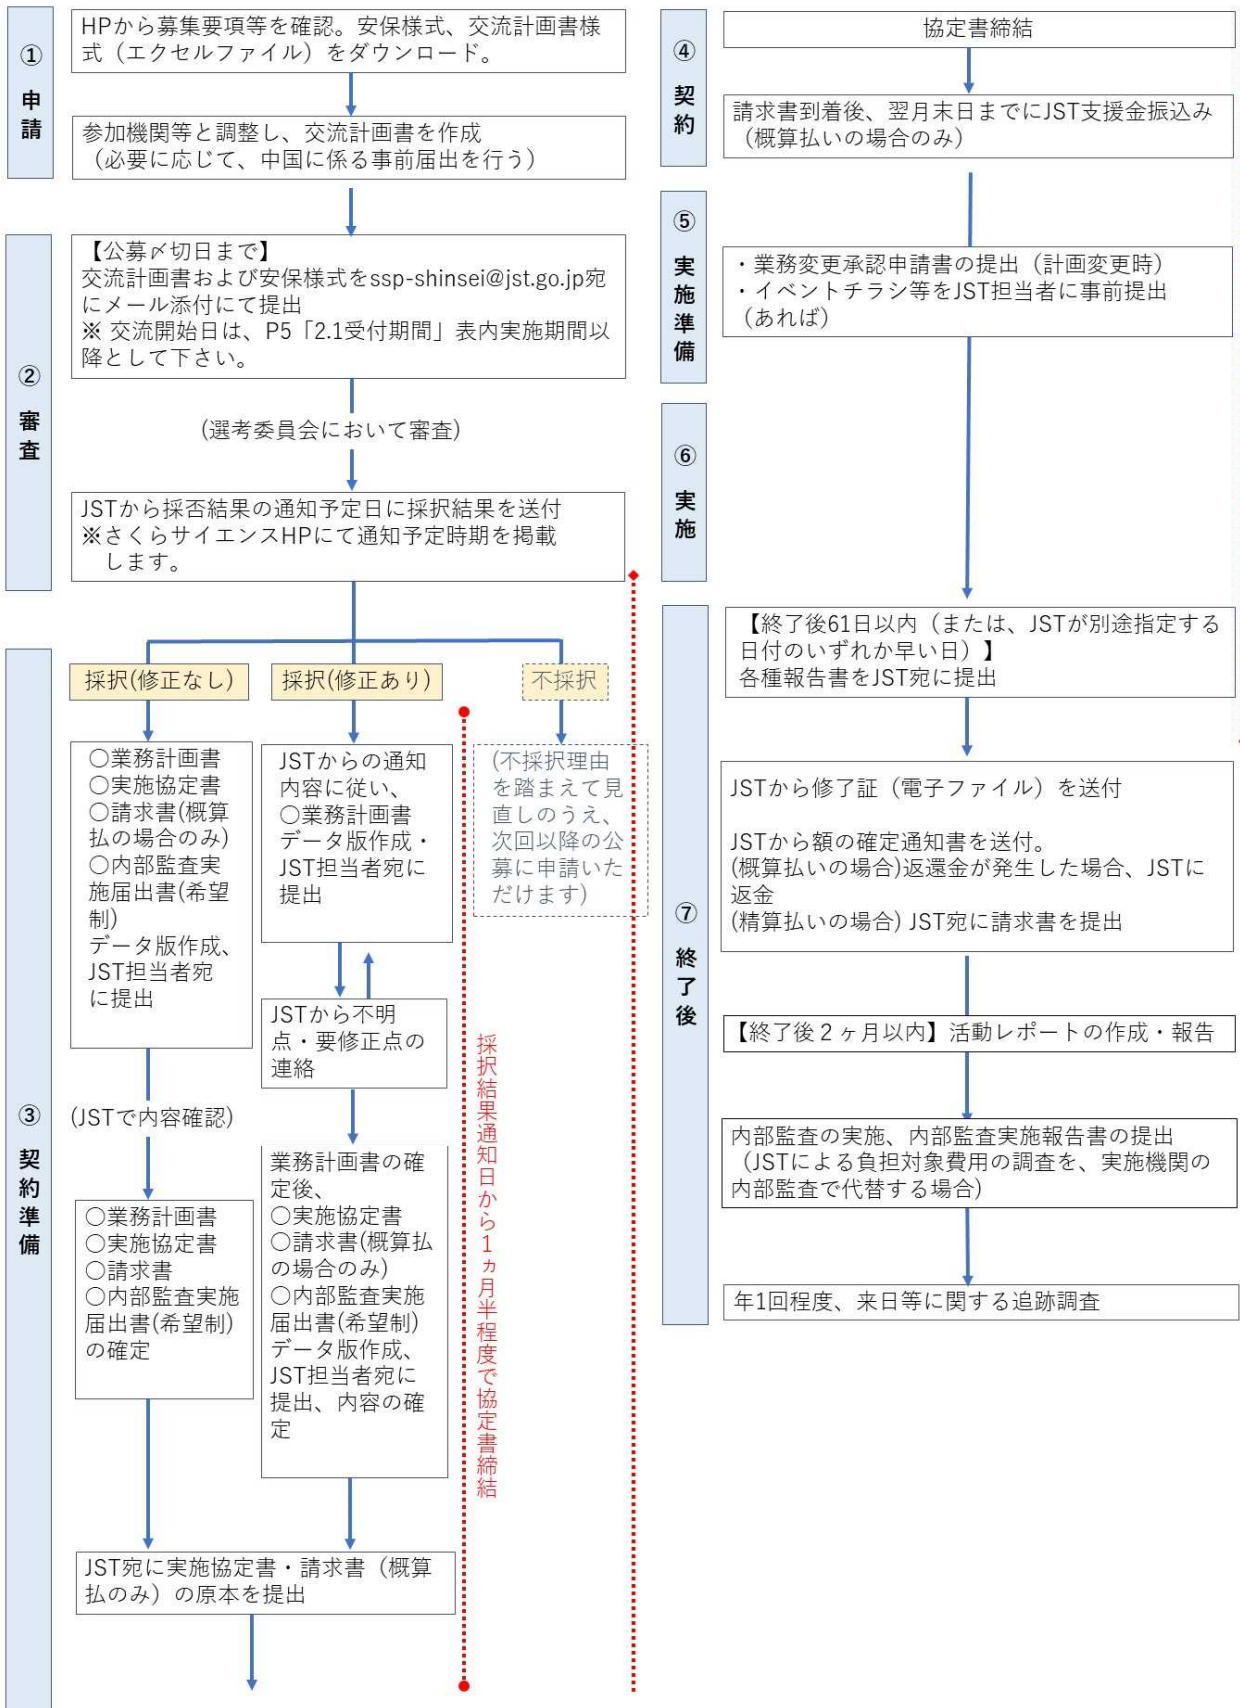 ①
申請
HPから募集要項等を確認。安保様式、交流計画書様
式（エクセルファイル）をダウンロード。
参加機関等と調整し、交流計画書を作成
（必要に応じて、中国に係る事前届出を行う）
②
審査
【公募〆切日まで】
交流計画書および安保様式をssp-shinsei@jst.go.jp宛
にメール添付にて提出
※ 交流開始日は、P5「2.1受付期間」表内実施期間以
降として下さい。
(選考委員会において審査)
JSTから採否結果の通知予定日に採択結果を送付
※さくらサイエンスHPにて通知予定時期を掲載
します。
③
契約準備
採択(修正なし)
○業務計画書
○実施協定書
○請求書(概算
払の場合のみ)
○内部監査実
施届出書(希望
制)
データ版作成、
JST担当者宛
に提出
(JSTで内容確認)
○業務計画書
○実施協定書
○請求書
○内部監査実施
届出書(希望制)
の確定
採択(修正あり)
JSTからの通知
内容に従い、
○業務計画書
データ版作成・
JST担当者宛に
提出
JSTから不明
点・要修正点の
連絡
業務計画書の確
定後、
○実施協定書
○請求書(概算払
の場合のみ)
○内部監査実施
届出書(希望制)
データ版作成、
JST担当者宛に
提出、内容の確
定
不採択
(不採択理由
を踏まえて見
直しのうえ、
次回以降の公
募に申請いた
だけます)
採択結果通知日から1ヵ月半程度で協定書締結
JST宛に実施協定書・請求書（概算
払のみ）の原本を提出
④
契約
協定書締結
請求書到着後、翌月末日までにJST支援金振込み
（概算払いの場合のみ）
⑤
実施準備
・業務変更承認申請書の提出（計画変更時）
・イベントチラシ等をJST担当者に事前提出
（あれば）
⑥
実施
⑦
終了後
【終了後61日以内（または、JSTが別途指定する
日付のいずれか早い日）】
各種報告書をJST宛に提出
JSTから修了証（電子ファイル）を送付
JSTから額の確定通知書を送付。
(概算払いの場合)返還金が発生した場合、JSTに
返金
(精算払いの場合) JST宛に請求書を提出
【終了後２ヶ月以内】活動レポートの作成・報告
内部監査の実施、内部監査実施報告書の提出
（JSTによる負担対象費用の調査を、実施機関の
内部監査で代替する場合)
年1回程度、来日等に関する追跡調査